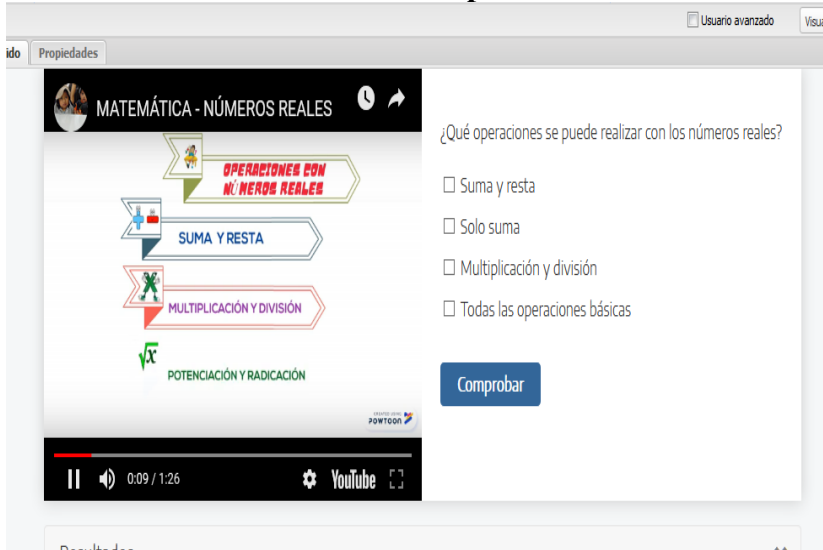 Usuario avanzado
Propiedades
MATEMÁTICA - NÚMEROS REALES
OPERACIONES CON
NÚMEROS REALES
SUMA Y RESTA
MULTIPLICACIÓN Y DIVISIÓN
√x
POTENCIACIÓN Y RADICACIÓN
POWTOON
0:09 / 1:26
YouTube
¿Qué operaciones se puede realizar con los números reales?
Suma y resta
Solo suma
Multiplicación y división
Todas las operaciones básicas
Comprobar